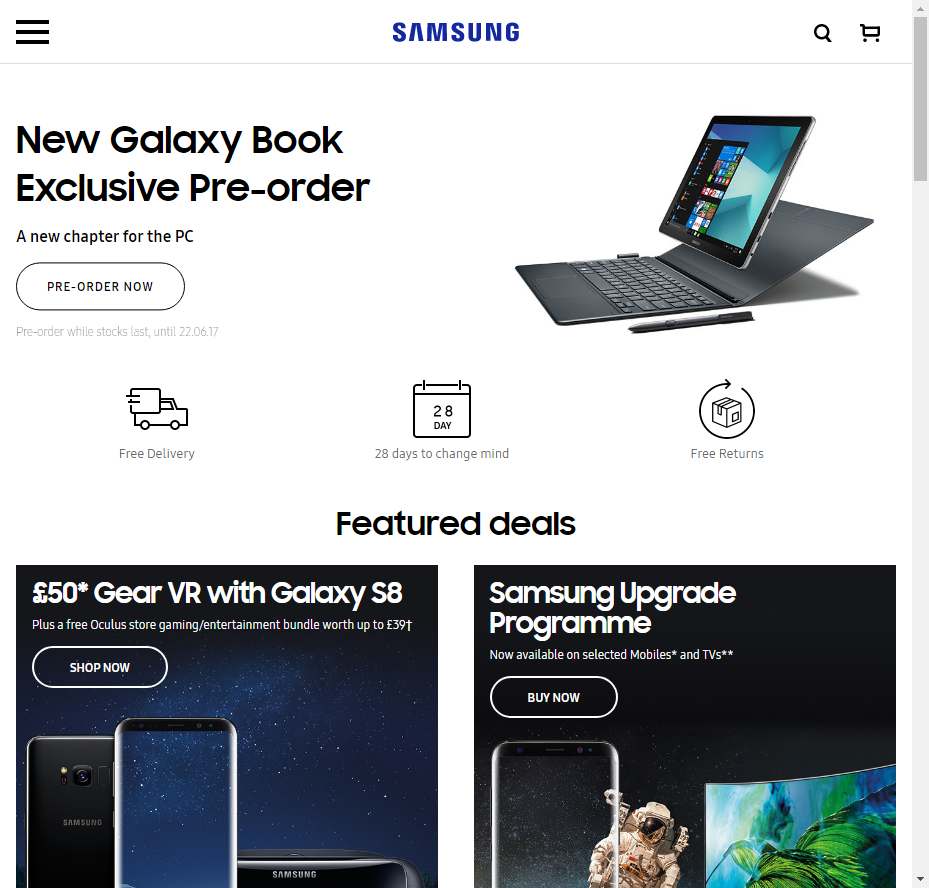 SAMSUNG
New Galaxy Book
Exclusive Pre-order
A new chapter for the PC
PRE-ORDER NOW
Pre-order while stocks last, until 22.06.17
28
DAY
Free Delivery
28 days to change mind
Free Returns
Featured deals
£50* Gear VR with Galaxy S8
Plus a free Oculus store gaming/entertainment bundle worth up to £39†
SHOP NOW
SAMSUNG
SAMSUNG
Samsung Upgrade
Programme
Now available on selected Mobiles* and TVs**
BUY NOW